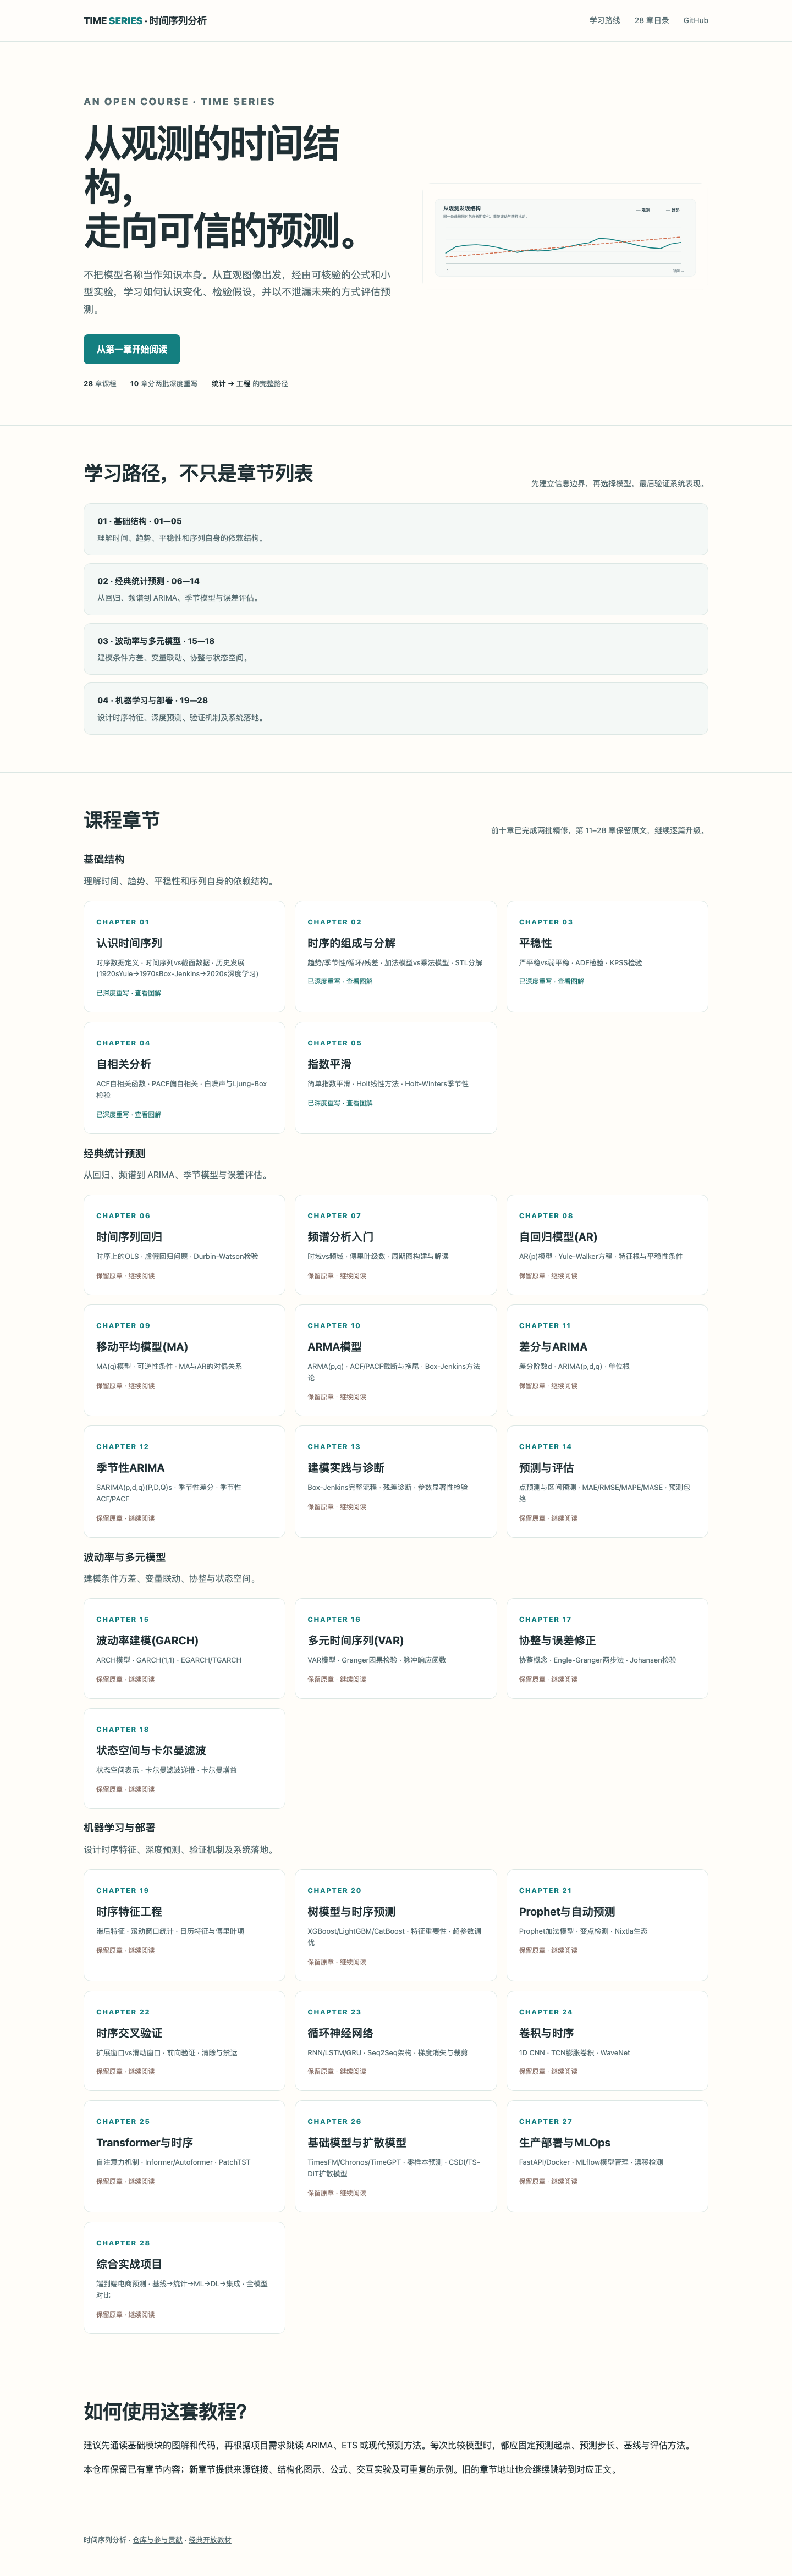 TIME SERIES · 时间序列分析
学习路线 28 章目录 GitHub
AN OPEN COURSE · TIME SERIES
从观测的时间结
构，
走向可信的预测。
不把模型名称当作知识本身。从直观图像出发，经由可核验的公式和小
型实验，学习如何认识变化、检验假设，并以不泄漏未来的方式评估预
测。
从第一章开始阅读
28 章课程 10 章分两批深度重写 统计 → 工程 的完整路径
从观测发现结构
— 观测 — 趋势
0
时间 →
学习路径，不只是章节列表
先建立信息边界，再选择模型，最后验证系统表现。
01 · 基础结构 · 01—05
理解时间、趋势、平稳性和序列自身的依赖结构。
02 · 经典统计预测 · 06—14
从回归、频谱到 ARIMA、季节模型与误差评估。
03 · 波动率与多元模型 · 15—18
建模条件方差、变量联动、协整与状态空间。
04 · 机器学习与部署 · 19—28
设计时序特征、深度预测、验证机制及系统落地。
课程章节
前十章已完成两批精修，第 11–28 章保留原文，继续逐篇升级。
基础结构
理解时间、趋势、平稳性和序列自身的依赖结构。
CHAPTER 01
认识时间序列
时序数据定义 · 时间序列vs截面数据 · 历史发展
(1920sYule→1970sBox-Jenkins→2020s深度学习)
已深度重写 · 查看图解
CHAPTER 02
时序的组成与分解
趋势/季节性/循环/残差 · 加法模型vs乘法模型 · STL分解
已深度重写 · 查看图解
CHAPTER 03
平稳性
严平稳vs弱平稳 · ADF检验 · KPSS检验
已深度重写 · 查看图解
CHAPTER 04
自相关分析
ACF自相关函数 · PACF偏自相关 · 白噪声与Ljung-Box
检验
已深度重写 · 查看图解
CHAPTER 05
指数平滑
简单指数平滑 · Holt线性方法 · Holt-Winters季节性
已深度重写 · 查看图解
经典统计预测
从回归、频谱到 ARIMA、季节模型与误差评估。
CHAPTER 06
时间序列回归
时序上的OLS · 虚假回归问题 · Durbin-Watson检验
保留原章 · 继续阅读
CHAPTER 07
频谱分析入门
时域vs频域 · 傅里叶级数 · 周期图构建与解读
保留原章 · 继续阅读
CHAPTER 08
自回归模型(AR)
AR(p)模型 · Yule-Walker方程 · 特征根与平稳性条件
保留原章 · 继续阅读
CHAPTER 09
移动平均模型(MA)
MA(q)模型 · 可逆性条件 · MA与AR的对偶关系
保留原章 · 继续阅读
CHAPTER 10
ARMA模型
ARMA(p,q) · ACF/PACF截断与拖尾 · Box-Jenkins方法
论
保留原章 · 继续阅读
CHAPTER 11
差分与ARIMA
差分阶数d · ARIMA(p,d,q) · 单位根
保留原章 · 继续阅读
CHAPTER 12
季节性ARIMA
SARIMA(p,d,q)(P,D,Q)s · 季节性差分 · 季节性
ACF/PACF
保留原章 · 继续阅读
CHAPTER 13
建模实践与诊断
Box-Jenkins完整流程 · 残差诊断 · 参数显著性检验
保留原章 · 继续阅读
CHAPTER 14
预测与评估
点预测与区间预测 · MAE/RMSE/MAPE/MASE · 预测包
络
保留原章 · 继续阅读
波动率与多元模型
建模条件方差、变量联动、协整与状态空间。
CHAPTER 15
波动率建模(GARCH)
ARCH模型 · GARCH(1,1) · EGARCH/TGARCH
保留原章 · 继续阅读
CHAPTER 16
多元时间序列(VAR)
VAR模型 · Granger因果检验 · 脉冲响应函数
保留原章 · 继续阅读
CHAPTER 17
协整与误差修正
协整概念 · Engle-Granger两步法 · Johansen检验
保留原章 · 继续阅读
CHAPTER 18
状态空间与卡尔曼滤波
状态空间表示 · 卡尔曼滤波递推 · 卡尔曼增益
保留原章 · 继续阅读
机器学习与部署
设计时序特征、深度预测、验证机制及系统落地。
CHAPTER 19
时序特征工程
滞后特征 · 滚动窗口统计 · 日历特征与傅里叶项
保留原章 · 继续阅读
CHAPTER 20
树模型与时序预测
XGBoost/LightGBM/CatBoost · 特征重要性 · 超参数调
优
保留原章 · 继续阅读
CHAPTER 21
Prophet与自动预测
Prophet加法模型 · 变点检测 · Nixtla生态
保留原章 · 继续阅读
CHAPTER 22
时序交叉验证
扩展窗口vs滑动窗口 · 前向验证 · 清除与禁运
保留原章 · 继续阅读
CHAPTER 23
循环神经网络
RNN/LSTM/GRU · Seq2Seq架构 · 梯度消失与裁剪
保留原章 · 继续阅读
CHAPTER 24
卷积与时序
1D CNN · TCN膨胀卷积 · WaveNet
保留原章 · 继续阅读
CHAPTER 25
Transformer与时序
自注意力机制 · Informer/Autoformer · PatchTST
保留原章 · 继续阅读
CHAPTER 26
基础模型与扩散模型
TimesFM/Chronos/TimeGPT · 零样本预测 · CSDI/TS-
DiT扩散模型
保留原章 · 继续阅读
CHAPTER 27
生产部署与MLOps
FastAPI/Docker · MLflow模型管理 · 漂移检测
保留原章 · 继续阅读
CHAPTER 28
综合实战项目
端到端电商预测 · 基线→统计→ML→DL→集成 · 全模型
对比
保留原章 · 继续阅读
如何使用这套教程？
建议先通读基础模块的图解和代码，再根据项目需求跳读 ARIMA、ETS 或现代预测方法。每次比较模型时，都应固定预测起点、预测步长、基线与评估方法。
本仓库保留已有章节内容；新章节提供来源链接、结构化图示、公式、交互实验及可重复的示例。旧的章节地址也会继续跳转到对应正文。
时间序列分析 · 仓库与参与贡献 · 经典开放教材